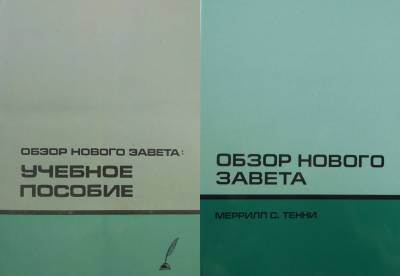 ОБЗОР НОВОГО ЗАВЕТА:
УЧЕБНОЕ
ПОСОБИЕ
ОБЗОР НОВОГО
ЗАВЕТА
МЕРРИЛЛ С. ТЕННИ